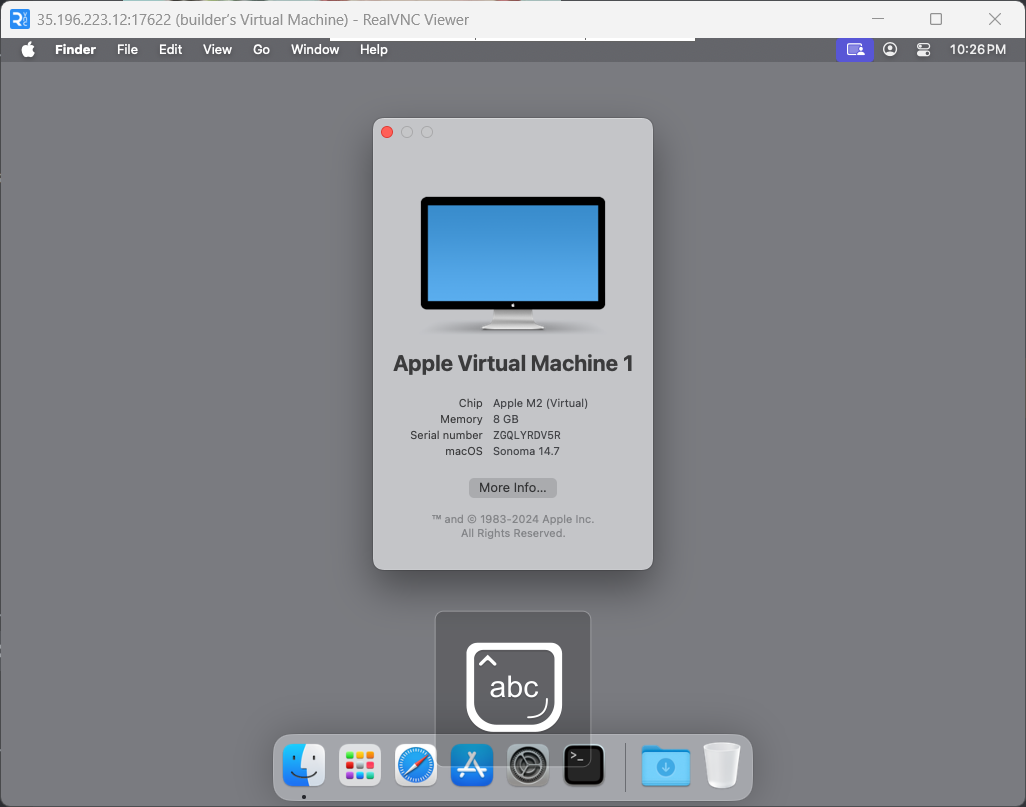 35.196.223.12:17622 (builder's Virtual Machine) - RealVNC Viewer
Finder File Edit View Go Window Help 10:26 PM
Apple Virtual Machine 1
Chip Apple M2 (Virtual)
Memory 8 GB
Serial number ZGQLYRDV5R
macOS Sonoma 14.7
More Info...
™ and © 1983-2024 Apple Inc.
All Rights Reserved.
abc
>_